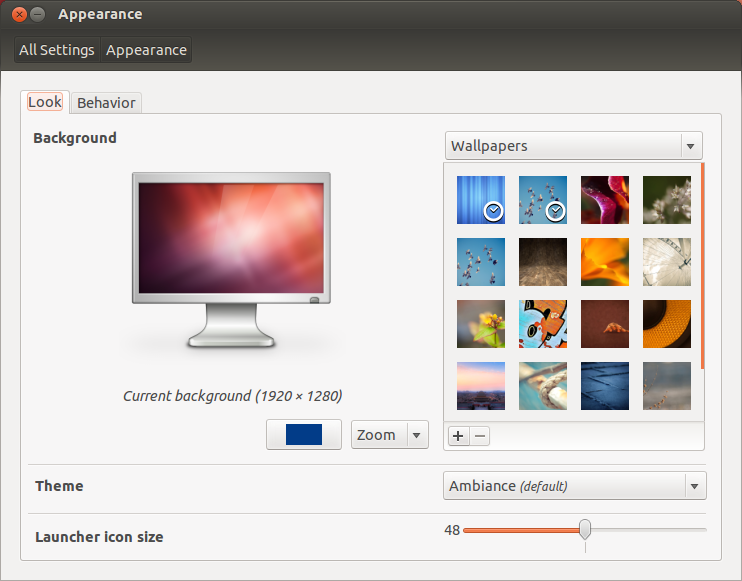 Appearance
All Settings Appearance
Look Behavior
Background
Wallpapers
Current background (1920 × 1280)
Zoom
Theme
Ambiance (default)
Launcher icon size
48